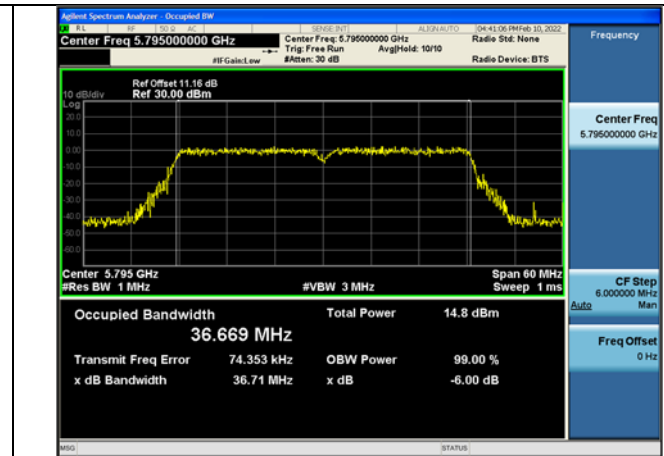 Agilent Spectrum Analyzer - Occupied BW
RL RF 50 Ω AC SENSE:INT ALIGN AUTO 04:41:06 PM Feb 10, 2022
Center Freq 5.795000000 GHz
Center Freq: 5.795000000 GHz
Radio Std: None
Trig: Free Run Avg|Hold: 10/10
#IFGain:Low
#Atten: 30 dB
Radio Device: BTS
Frequency
Ref Offset 11.16 dB
10 dB/div Ref 30.00 dBm
Log
20.0
10.0
0.00
-10.0
-20.0
-30.0
-40.0
-50.0
-60.0
Center Freq
5.795000000 GHz
Center 5.795 GHz
Span 60 MHz
#Res BW 1 MHz
#VBW 3 MHz
Sweep 1 ms
CF Step
6.000000 MHz
Auto Man
Occupied Bandwidth
Total Power 14.8 dBm
36.669 MHz
Transmit Freq Error 74.353 kHz
OBW Power 99.00 %
x dB Bandwidth 36.71 MHz
x dB -6.00 dB
Freq Offset
0 Hz
MSG
STATUS